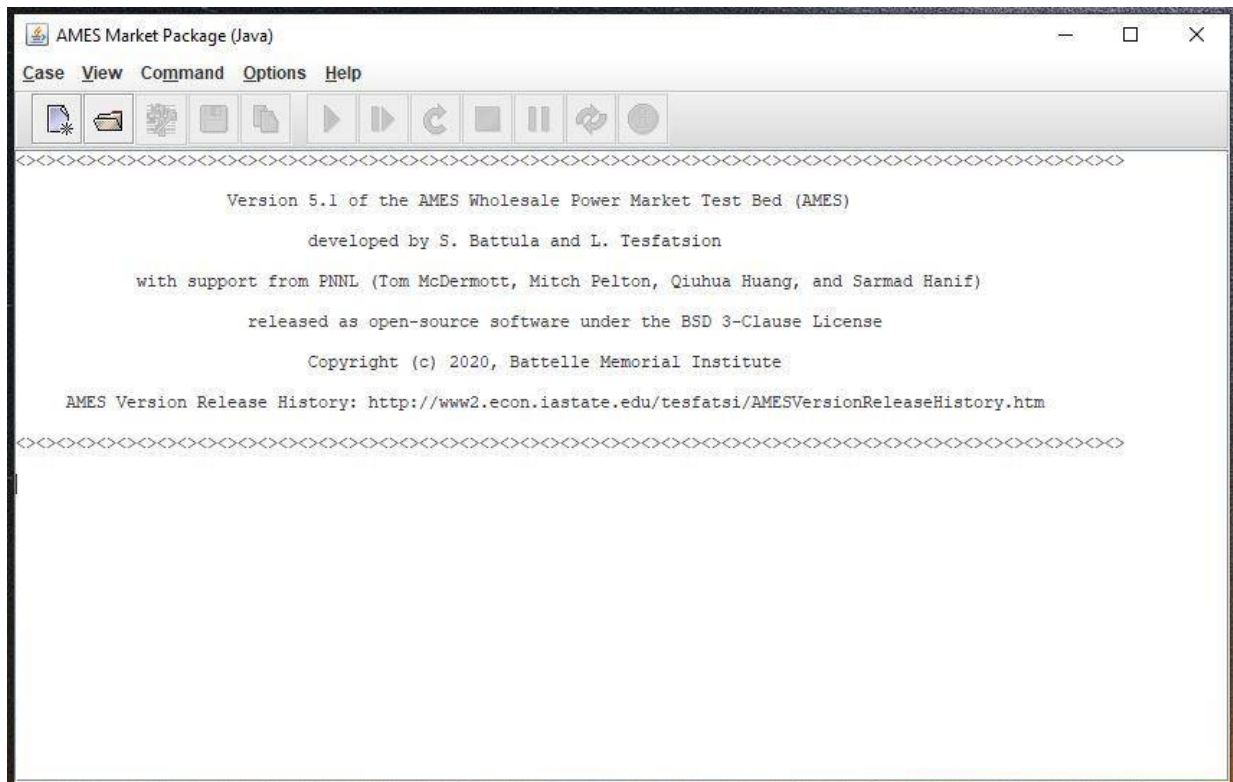 AMES Market Package (Java)
Case View Command Options Help
<><><><><><><><><><><><><><><><><><><><><><><><><><><><><><><><><><><><><><><><><><><><><><><><><><><><><><><>
Version 5.1 of the AMES Wholesale Power Market Test Bed (AMES)
developed by S. Battula and L. Tesfatsion
with support from PNNL (Tom McDermott, Mitch Pelton, Qiuhua Huang, and Sarmad Hanif)
released as open-source software under the BSD 3-Clause License
Copyright (c) 2020, Battelle Memorial Institute
AMES Version Release History: http://www2.econ.iastate.edu/tesfatsi/AMESVersionReleaseHistory.htm
<><><><><><><><><><><><><><><><><><><><><><><><><><><><><><><><><><><><><><><><><><><><><><><><><><><><><><><>